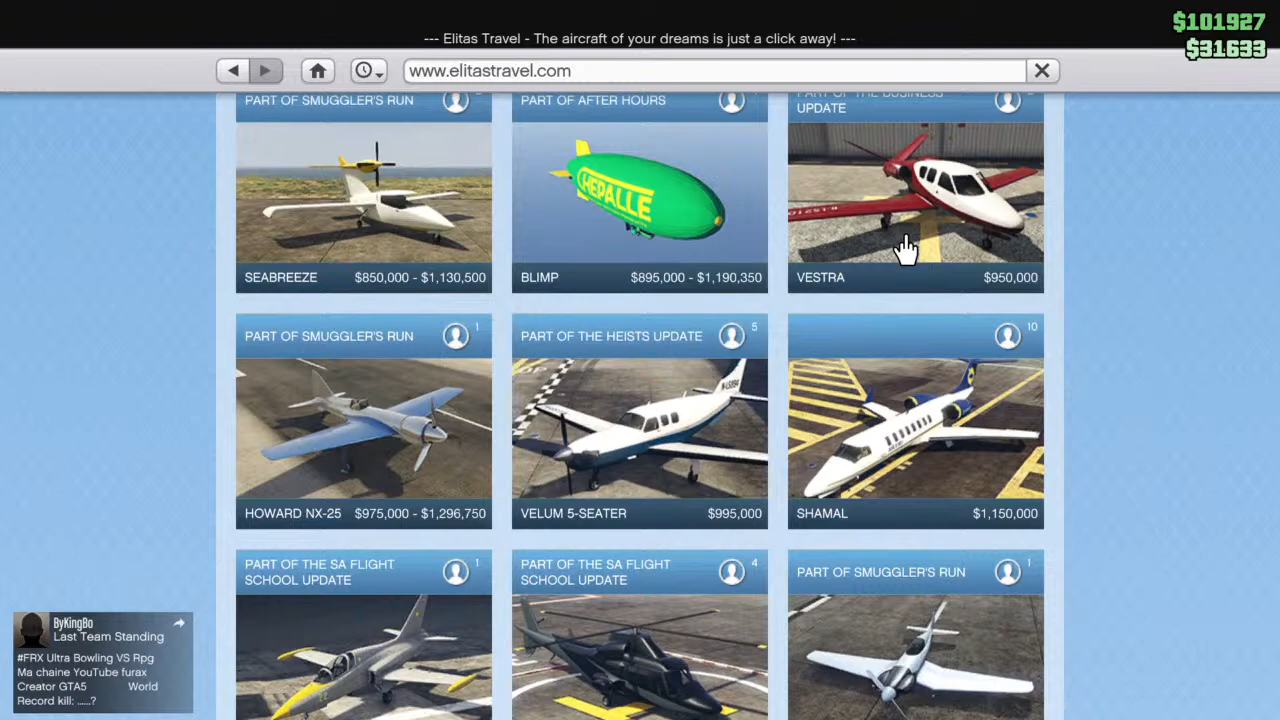 $101927
$31633
--- Elitas Travel - The aircraft of your dreams is just a click away! ---
www.elitastravel.com
PART OF SMUGGLER'S RUN
PART OF AFTER HOURS
PART OF THE BUSINESS
UPDATE
HEPALLE
SEABREEZE $850,000 - $1,130,500
BLIMP $895,000 - $1,190,350
VESTRA $950,000
PART OF SMUGGLER'S RUN 1
PART OF THE HEISTS UPDATE 5
10
HOWARD NX-25 $975,000 - $1,296,750
VELUM 5-SEATER $995,000
SHAMAL $1,150,000
PART OF THE SA FLIGHT
SCHOOL UPDATE 1
PART OF THE SA FLIGHT
SCHOOL UPDATE 4
PART OF SMUGGLER'S RUN 1
ByKingBo
Last Team Standing
#FRX Ultra Bowling VS Rpg
Ma chaine YouTube furax
Creator GTA5 World
Record kill: ......?